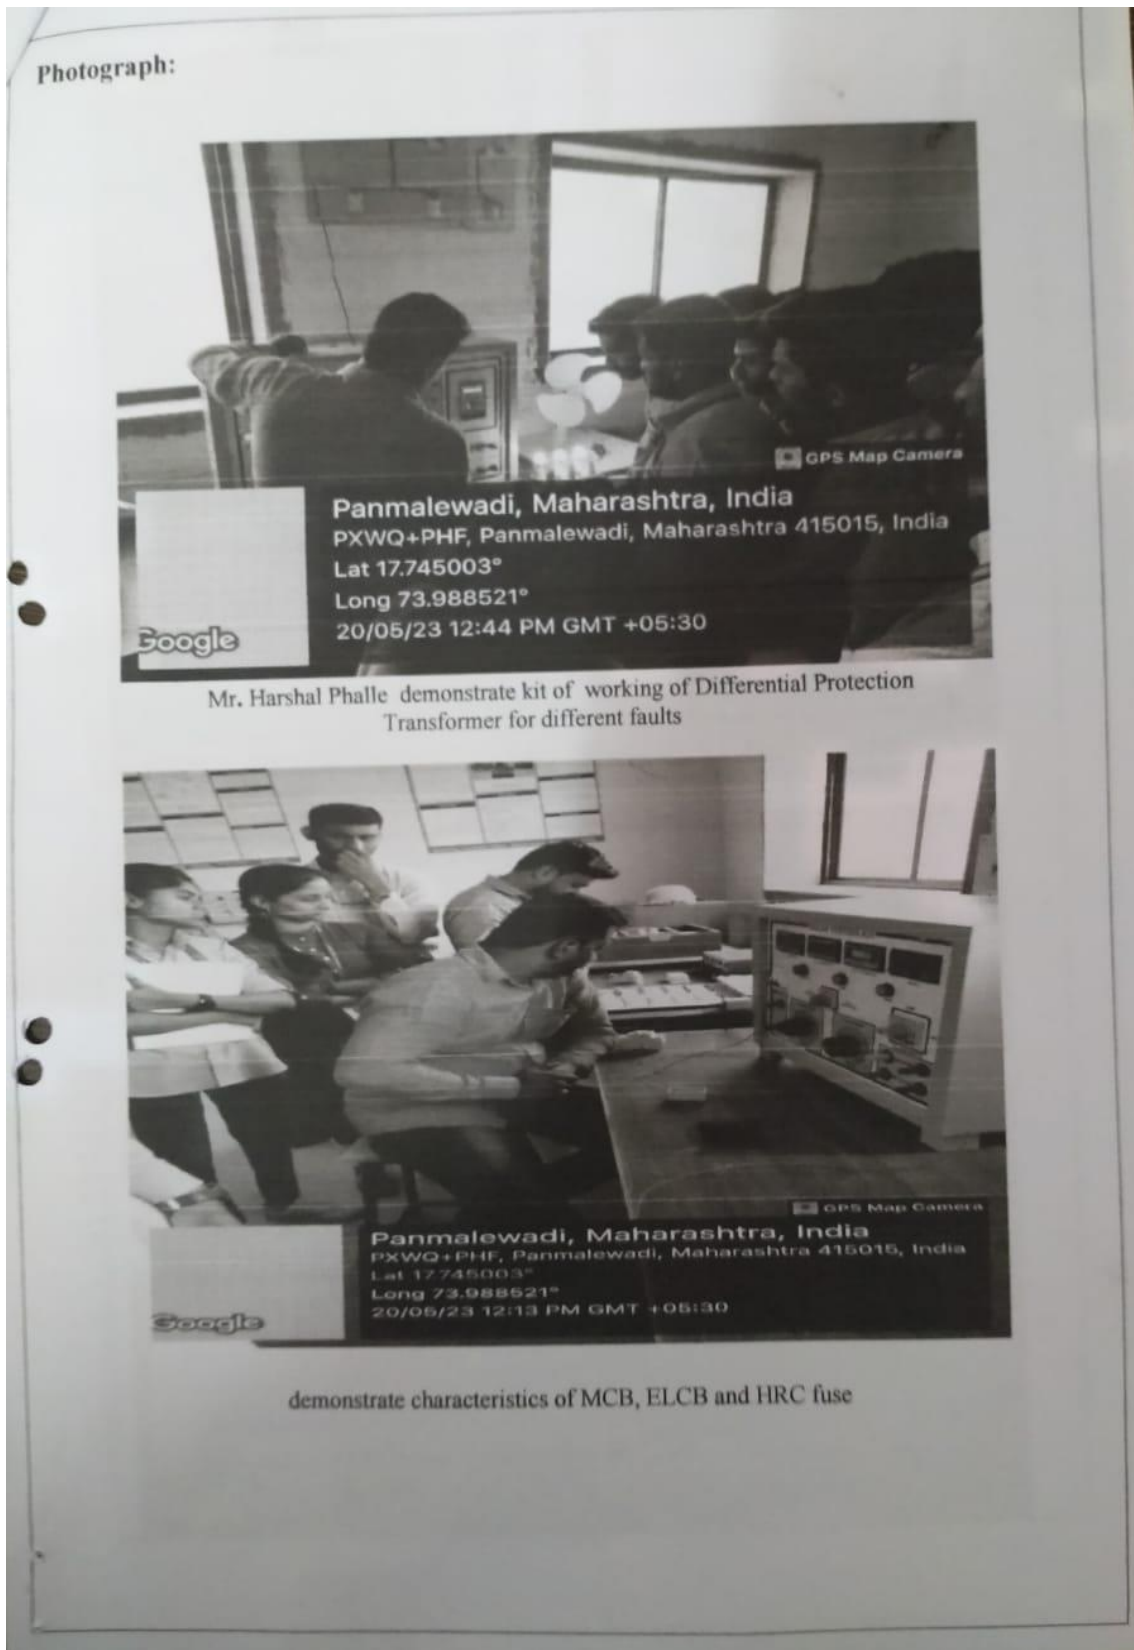 Photograph:
GPS Map Camera
Panmalewadi, Maharashtra, India
PXWQ+PHF, Panmalewadi, Maharashtra 415015, India
Lat 17.745003°
Long 73.988521°
20/05/23 12:44 PM GMT +05:30
Google
Mr. Harshal Phalle demonstrate kit of working of Differential Protection
Transformer for different faults
GPS Map Camera
Panmalewadi, Maharashtra, India
PXWQ+PHF, Panmalewadi, Maharashtra 415015, India
Lat 17.745003°
Long 73.988521°
20/05/23 12:13 PM GMT +05:30
Google
demonstrate characteristics of MCB, ELCB and HRC fuse